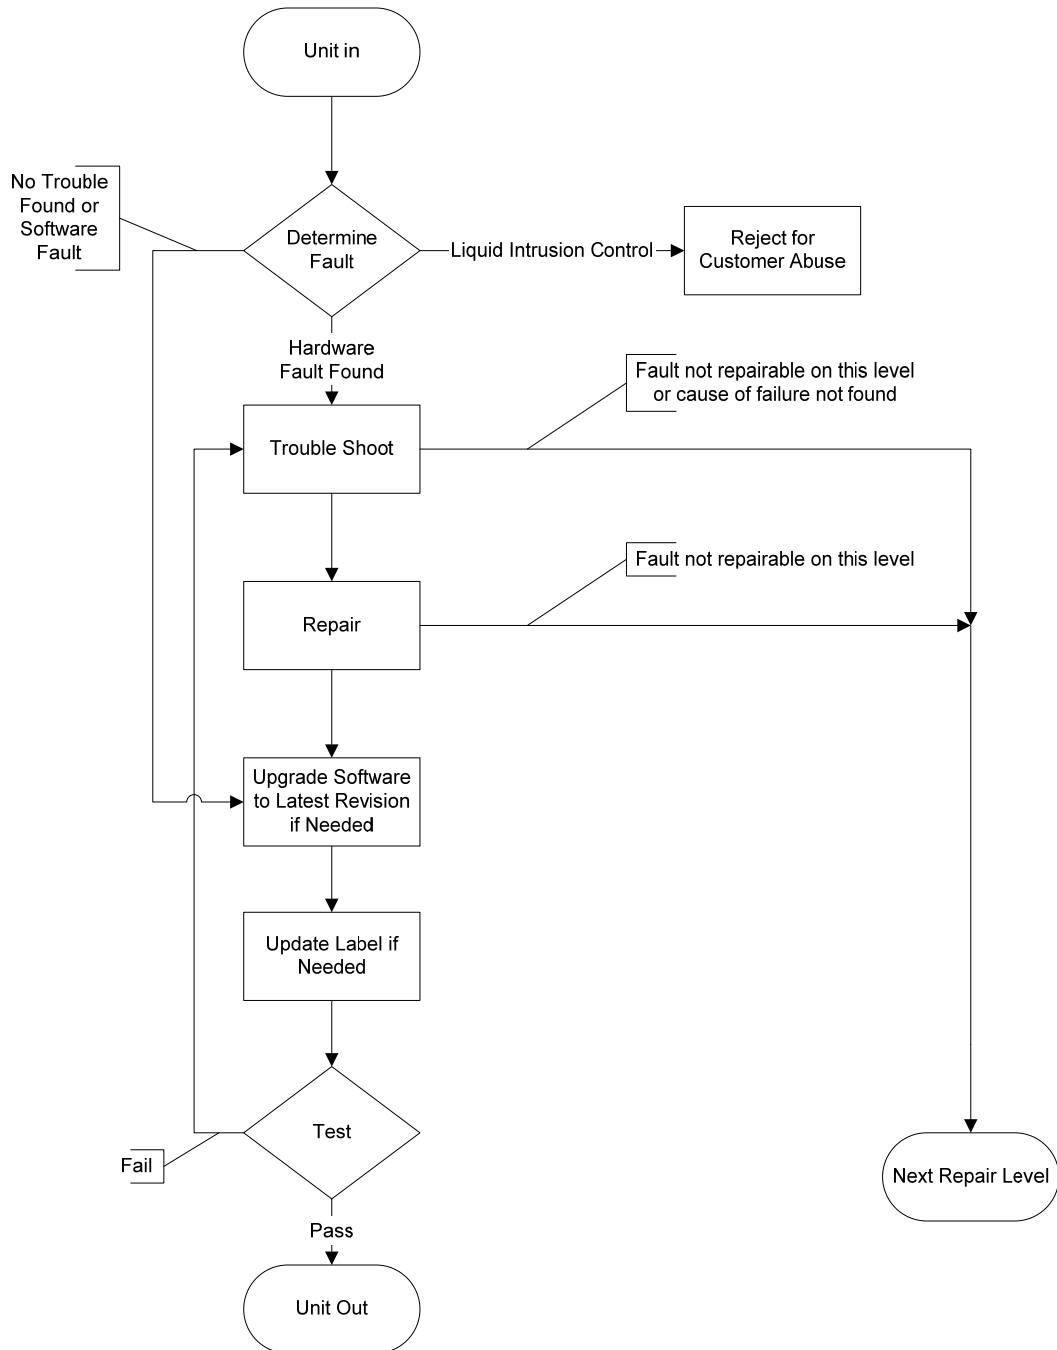 Unit in
No Trouble
Found or
Software
Fault
Determine
Fault
Liquid Intrusion Control
Reject for
Customer Abuse
Hardware
Fault Found
Fault not repairable on this level
or cause of failure not found
Trouble Shoot
Fault not repairable on this level
Repair
Upgrade Software
to Latest Revision
if Needed
Update Label if
Needed
Test
Fail
Next Repair Level
Pass
Unit Out